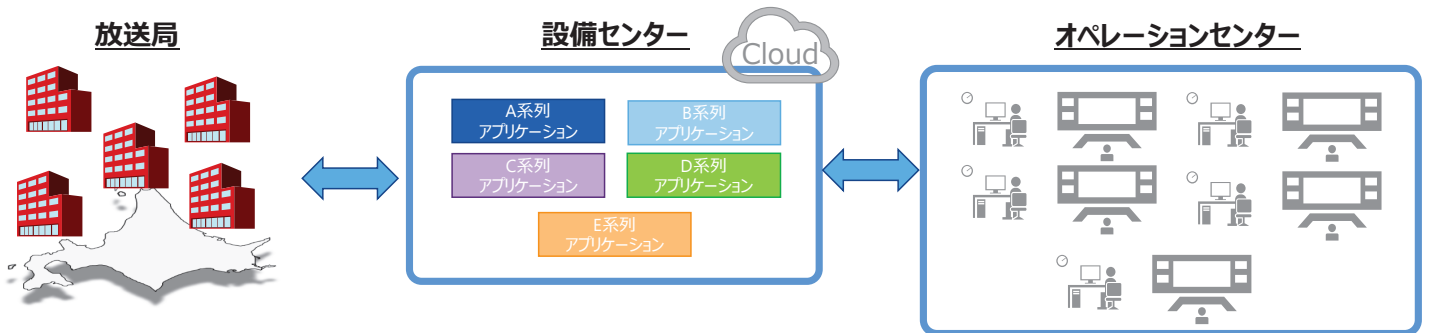 放送局
設備センター
Cloud
オペレーションセンター
A系列
アプリケーション
B系列
アプリケーション
C系列
アプリケーション
D系列
アプリケーション
E系列
アプリケーション